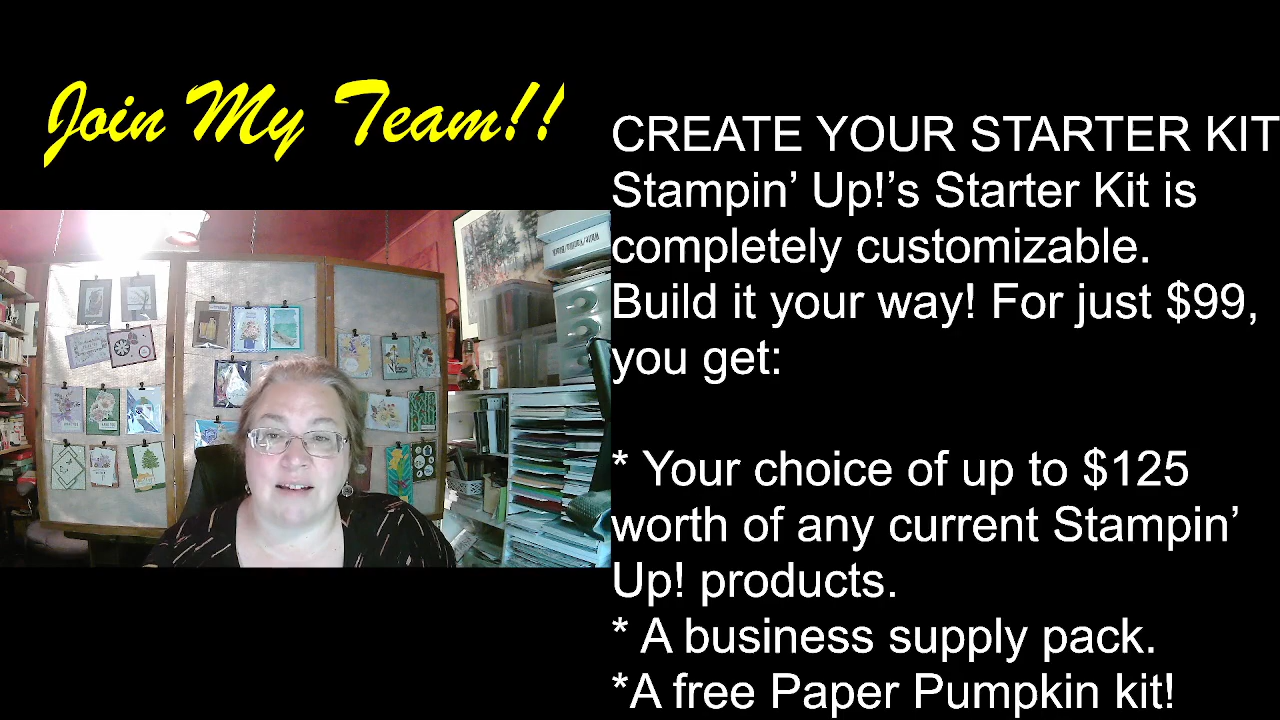 Join My Team!!
CREATE YOUR STARTER KIT
Stampin’ Up!’s Starter Kit is
completely customizable.
Build it your way! For just $99,
you get:
* Your choice of up to $125
worth of any current Stampin’
Up! products.
* A business supply pack.
*A free Paper Pumpkin kit!